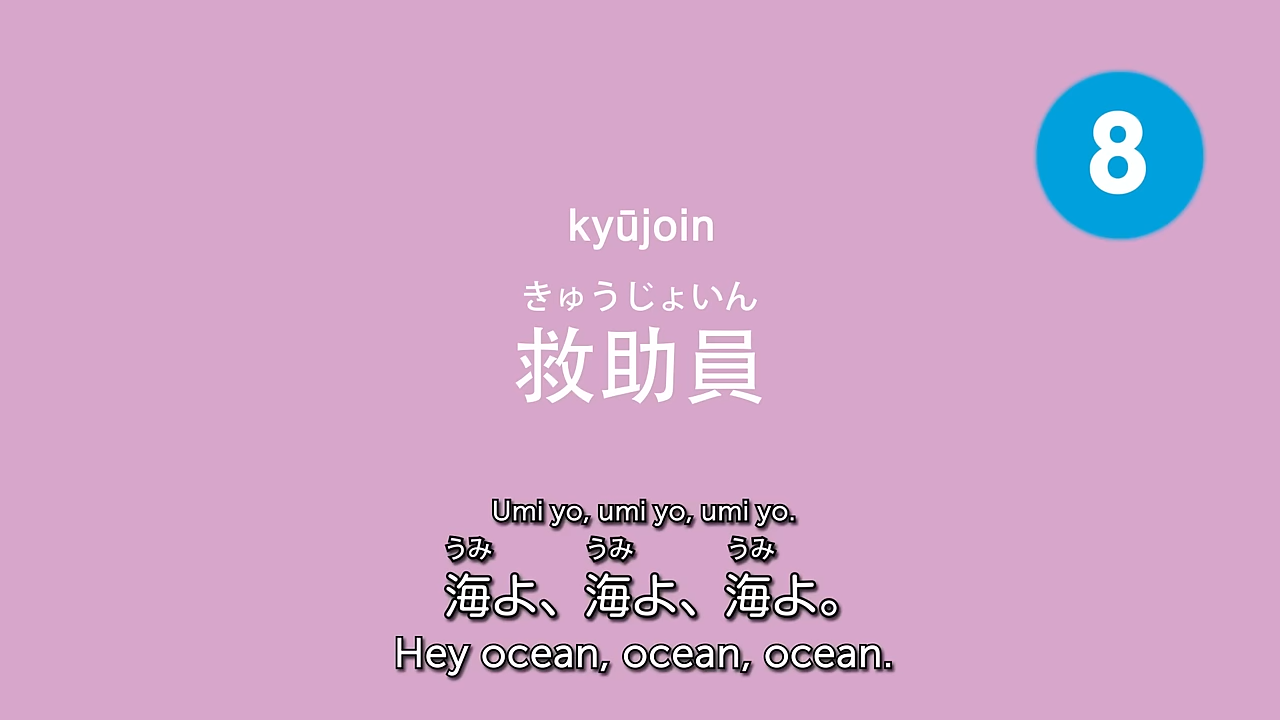 8
kyūjoin
きゅうじょいん
救助員
Umi yo, umi yo, umi yo.
うみ うみ うみ
海よ、海よ、海よ。
Hey ocean, ocean, ocean.